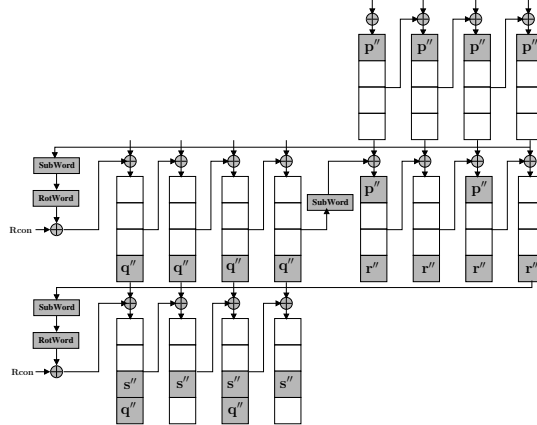 p″ p″ p″ p″
SubWord
p″ p″
RotWord
SubWord
Rcon
q″ q″ q″ q″ r″ r″ r″ r″
SubWord
RotWord
Rcon
s″ s″ s″ s″
q″ q″